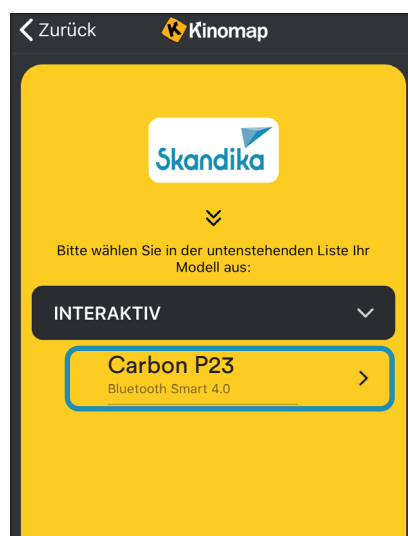 Zurück
Kinomap
Skandika
Bitte wählen Sie in der untenstehenden Liste Ihr
Modell aus:
INTERAKTIV
Carbon P23
Bluetooth Smart 4.0